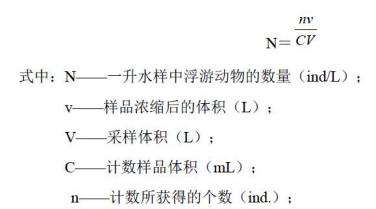 N＝nv/CV
式中：N——一升水样中浮游动物的数量（ind/L）；
v——样品浓缩后的体积（L）；
V——采样体积（L）；
C——计数样品体积（mL）；
n——计数所获得的个数（ind.）；